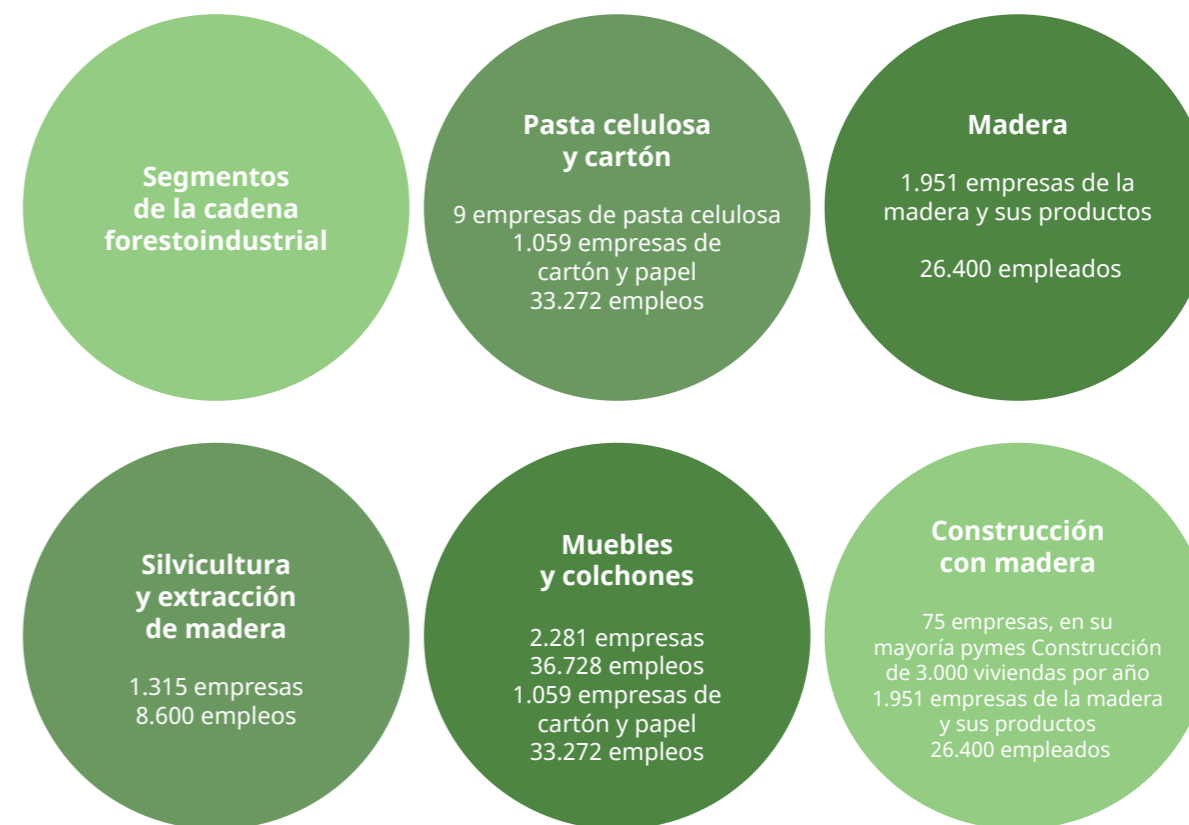 Segmentos
de la cadena
forestoindustrial
Pasta celulosa
y cartón
9 empresas de pasta celulosa
1.059 empresas de
cartón y papel
33.272 empleos
Madera
1.951 empresas de la
madera y sus productos
26.400 empleados
Silvicultura
y extracción
de madera
1.315 empresas
8.600 empleos
Muebles
y colchones
2.281 empresas
36.728 empleos
1.059 empresas de
cartón y papel
33.272 empleos
Construcción
con madera
75 empresas, en su
mayoría pymes Construcción
de 3.000 viviendas por año
1.951 empresas de la madera
y sus productos
26.400 empleados